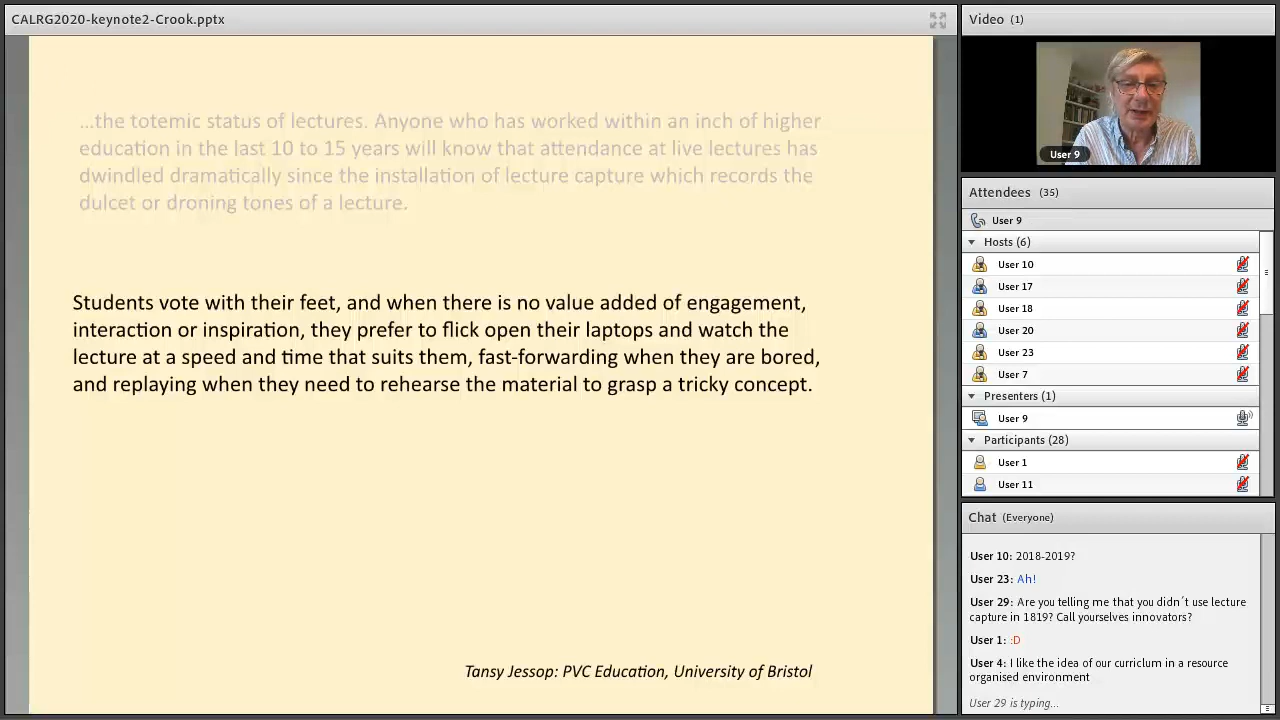 CALRG2020-keynote2-Crook.pptx
...the totemic status of lectures. Anyone who has worked within an inch of higher
education in the last 10 to 15 years will know that attendance at live lectures has
dwindled dramatically since the installation of lecture capture which records the
dulcet or droning tones of a lecture.
Students vote with their feet, and when there is no value added of engagement,
interaction or inspiration, they prefer to flick open their laptops and watch the
lecture at a speed and time that suits them, fast-forwarding when they are bored,
and replaying when they need to rehearse the material to grasp a tricky concept.
Tansy Jessop: PVC Education, University of Bristol
Video (1)
User 9
Attendees (35)
User 9
Hosts (6)
User 10
User 17
User 18
User 20
User 23
User 7
Presenters (1)
User 9
Participants (28)
User 1
User 11
Chat (Everyone)
User 10: 2018-2019?
User 23: Ah!
User 29: Are you telling me that you didn´t use lecture
capture in 1819? Call yourselves innovators?
User 1: :D
User 4: I like the idea of our curriclum in a resource
organised environment
User 29 is typing...